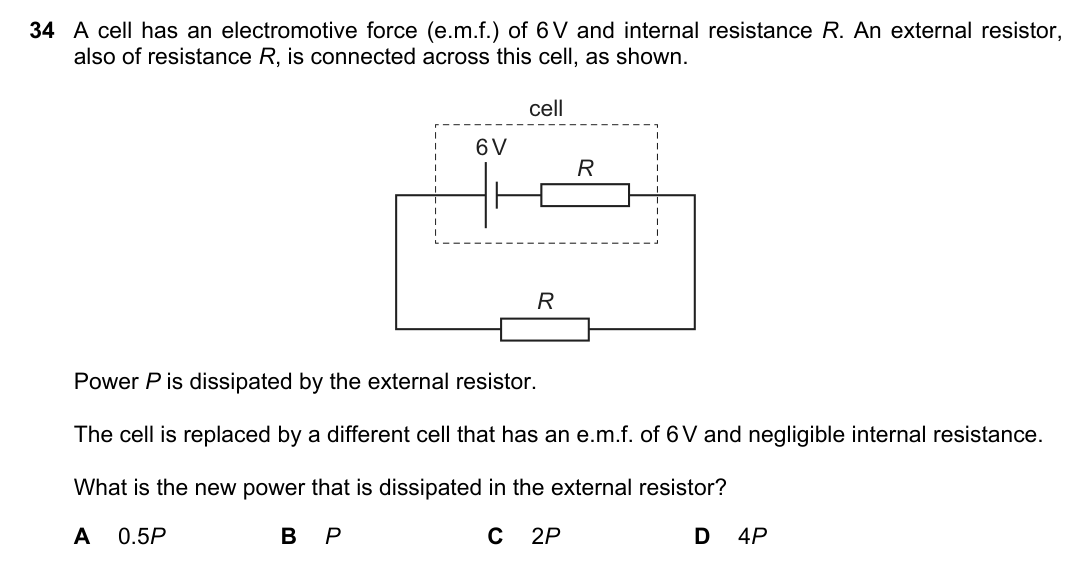 34 A cell has an electromotive force (e.m.f.) of 6 V and internal resistance R. An external resistor,
also of resistance R, is connected across this cell, as shown.
cell
6 V
R
R
Power P is dissipated by the external resistor.
The cell is replaced by a different cell that has an e.m.f. of 6 V and negligible internal resistance.
What is the new power that is dissipated in the external resistor?
A 0.5P B P C 2P D 4P